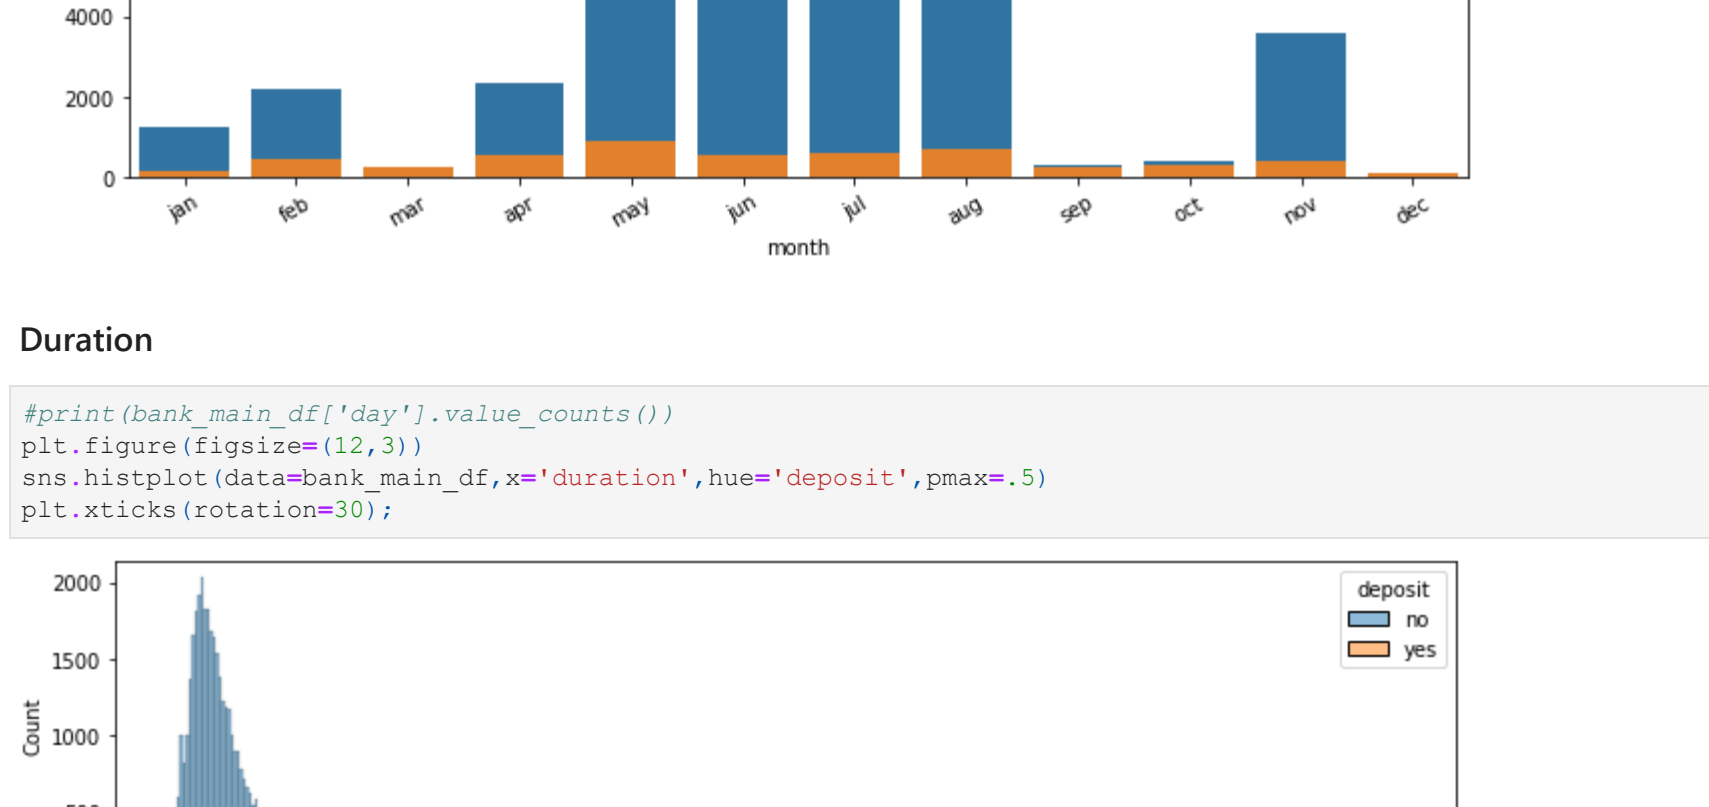 4000
2000
0
jan feb mar apr may jun jul aug sep oct nov dec
month
Duration
#print(bank_main_df['day'].value_counts())
plt.figure(figsize=(12,3))
sns.histplot(data=bank_main_df,x='duration',hue='deposit',pmax=.5)
plt.xticks(rotation=30);
2000
1500
1000
Count
deposit
no
yes